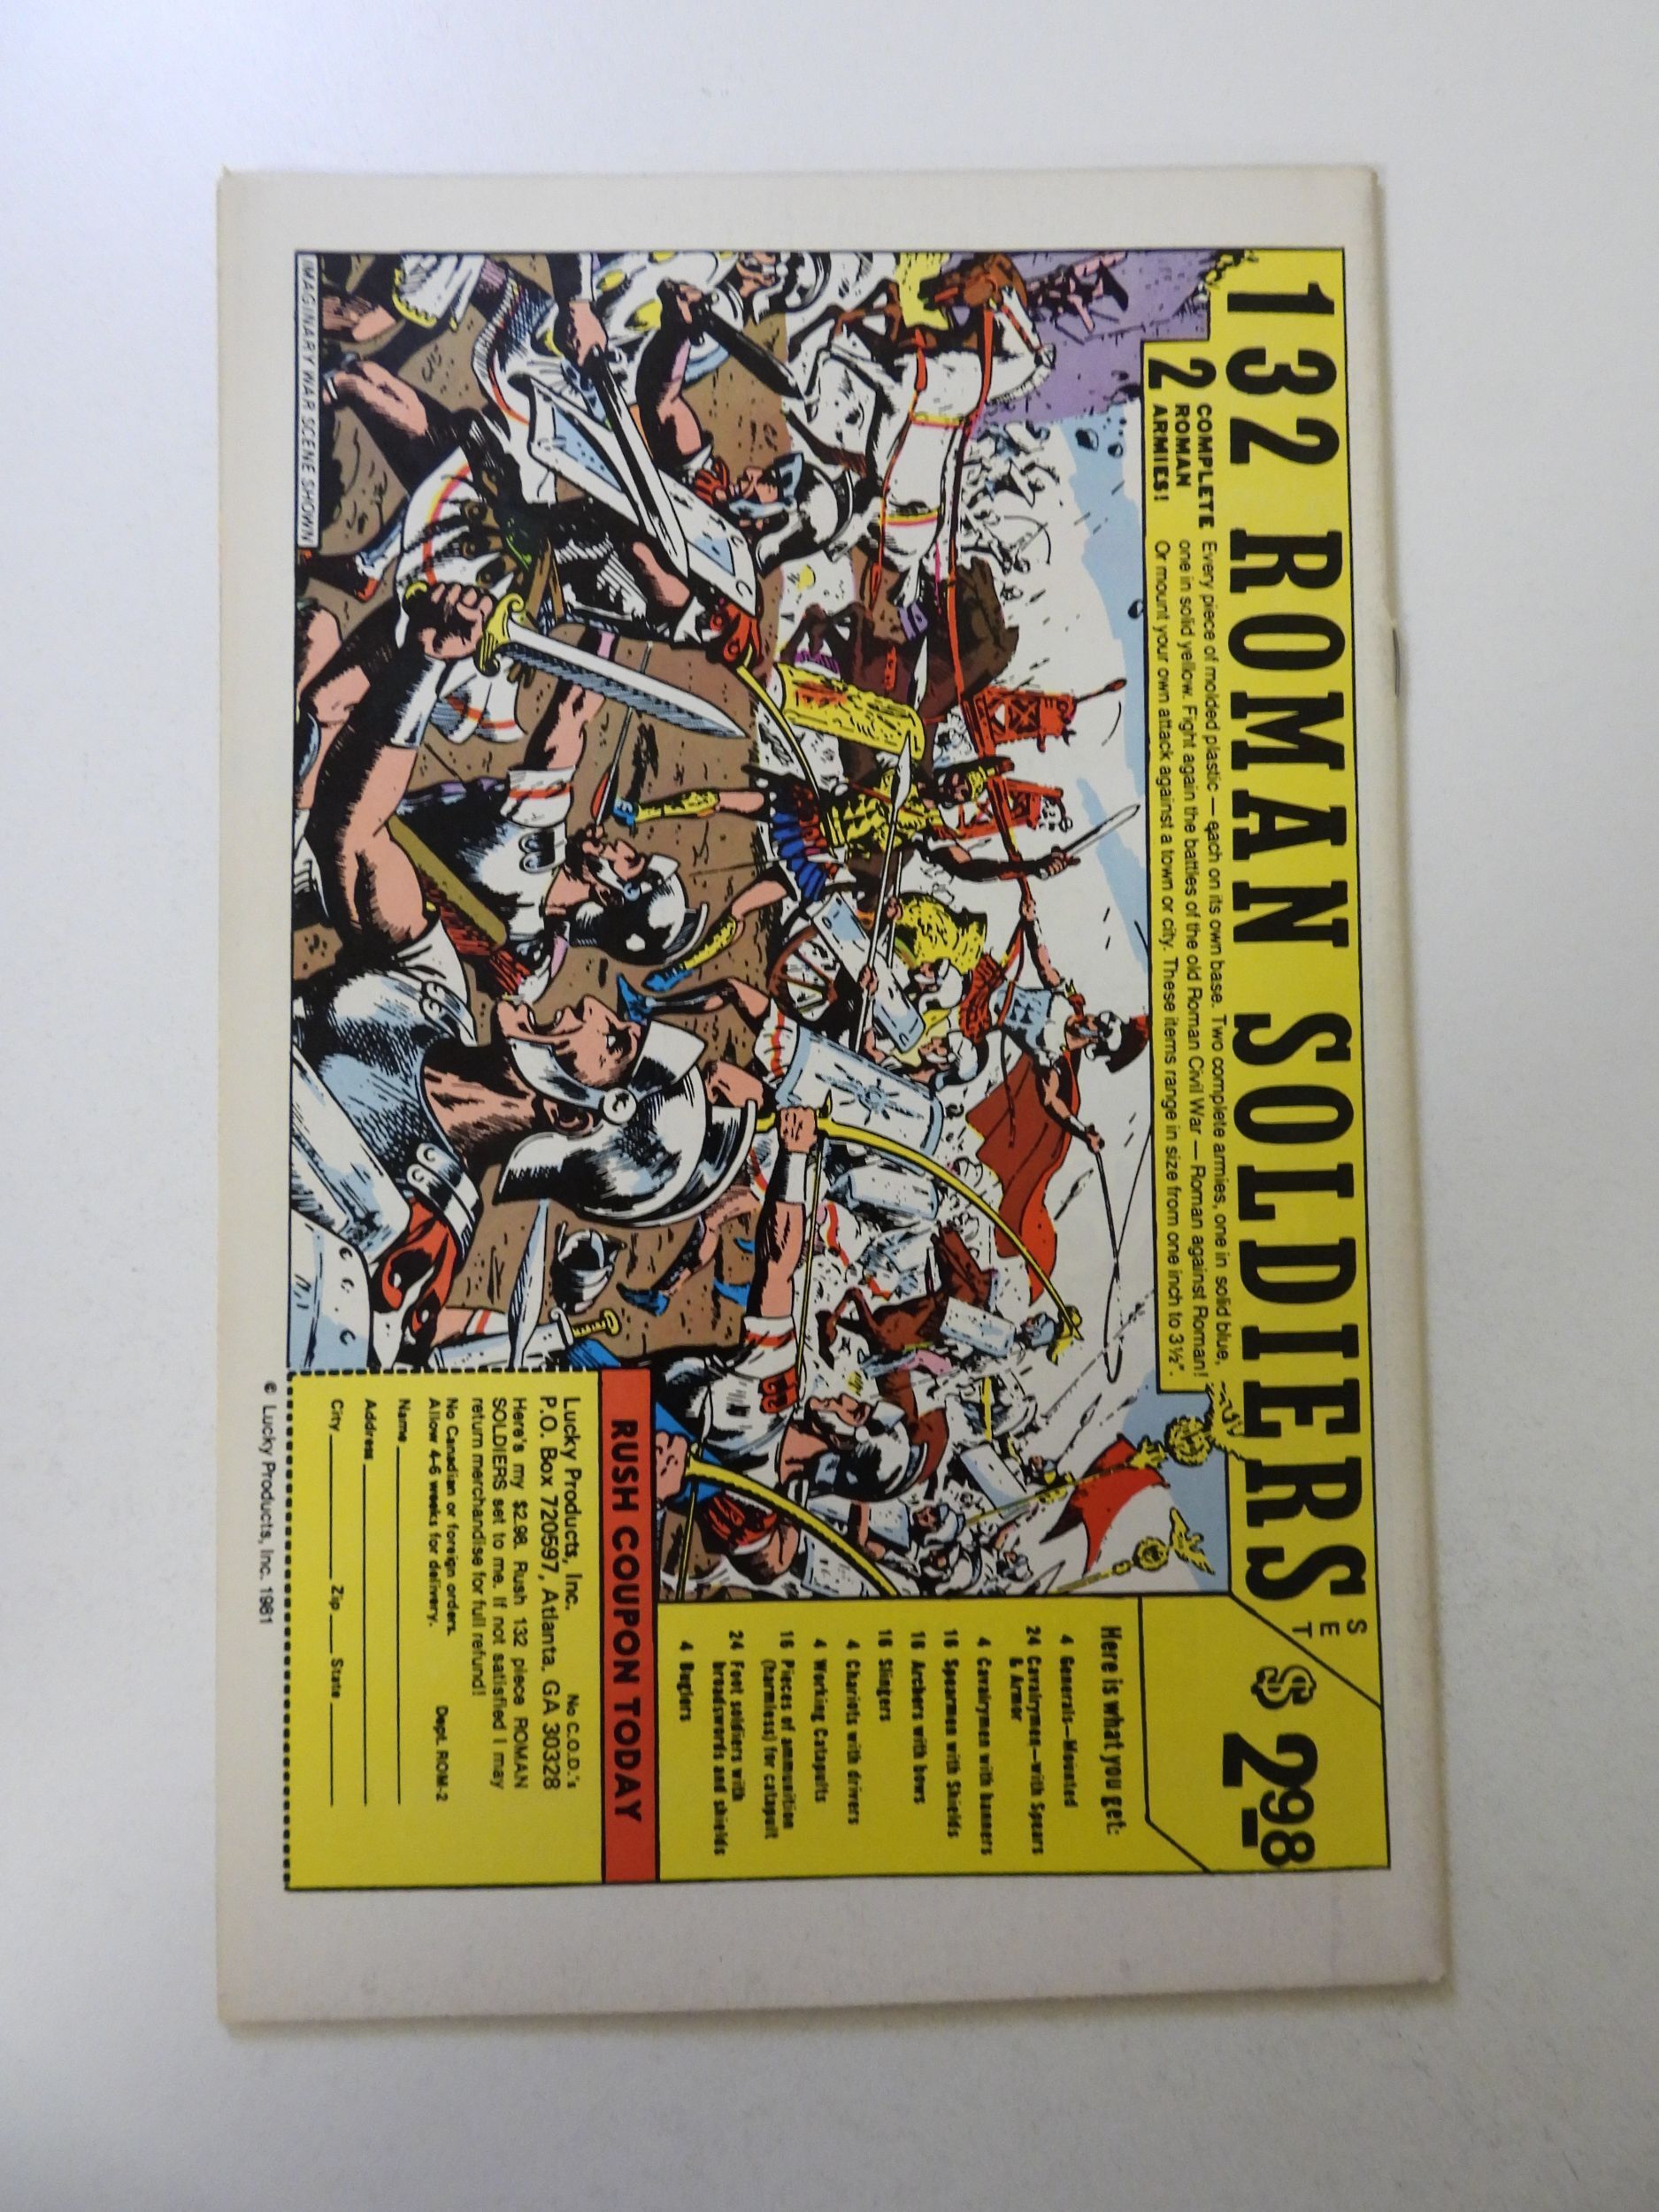 132 ROMAN SOLDIERS
SET
$2.98
2 COMPLETE ROMAN ARMIES!
Every piece of molded plastic — each on its own base. Two complete armies, one in solid blue,
one in solid yellow. Fight again the battles of the old Roman Civil War — Roman against Roman!
Or mount your own attack against a town or city. These items range in size from one inch to 3½".
Here is what you get:
4 Generals—Mounted
24 Cavalrymen—with Spears
& Armor
4 Cavalrymen with banners
16 Spearmen with Shields
16 Archers with bows
16 Slingers
4 Chariots with drivers
4 Working Catapults
16 Pieces of ammunition
(harmless) for catapult
24 Foot soldiers with
broadswords and shields
4 Buglers
RUSH COUPON TODAY
Lucky Products, Inc. No C.O.D.'s
P.O. Box 720597, Atlanta, GA 30328
Here's my $2.98. Rush 132 piece ROMAN
SOLDIERS set to me. If not satisfied I may
return merchandise for full refund!
No Canadian or foreign orders.
Allow 4-6 weeks for delivery. Dept. ROM-2
Name
Address
City Zip State
IMAGINARY WAR SCENE SHOWN
© Lucky Products, Inc. 1981